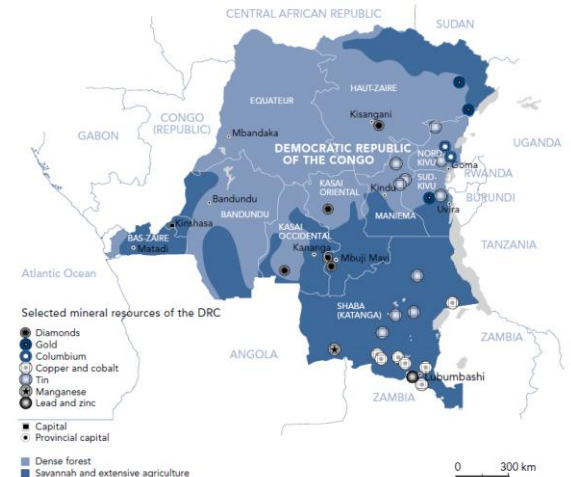 CENTRAL AFRICAN REPUBLIC
SUDAN
SUDAN
HAUT-ZAIRE
EQUATEUR
CONGO
(REPUBLIC)
Kisangani
GABON
Mbandaka
UGANDA
DEMOCRATIC REPUBLIC
OF THE CONGO
NORD-
KIVU
Goma
RWANDA
KASAI
ORIENTAL
Kindu
SUD-
KIVU
BURUNDI
Bandundu
BANDUNDU
MANIEMA
Uvira
Kinshasa
KASAI
OCCIDENTAL
BAS-ZAIRE
Matadi
Kananga
Mbuji Mavi
TANZANIA
Atlantic Ocean
Selected mineral resources of the DRC
Diamonds
Gold
Columbium
Copper and cobalt
Tin
Manganese
Lead and zinc
Capital
Provincial capital
Dense forest
Savannah and extensive agriculture
SHABA
(KATANGA)
ANGOLA
ZAMBIA
Lubumbashi
ZAMBIA
0 300 km